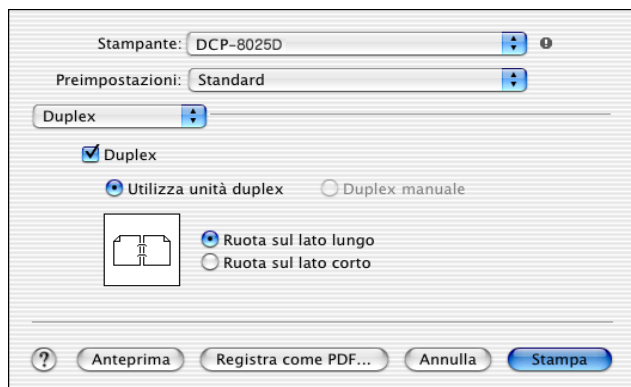 Stampante: DCP-8025D
Preimpostazioni: Standard
Duplex
Duplex
Utilizza unità duplex Duplex manuale
Ruota sul lato lungo
Ruota sul lato corto
? Anteprima Registra come PDF... Annulla Stampa